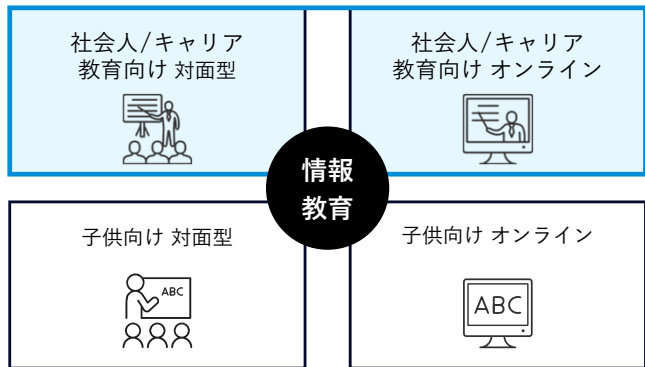 社会人/キャリア
教育向け 対面型
社会人/キャリア
教育向け オンライン
情報
教育
子供向け 対面型
ABC
子供向け オンライン
ABC